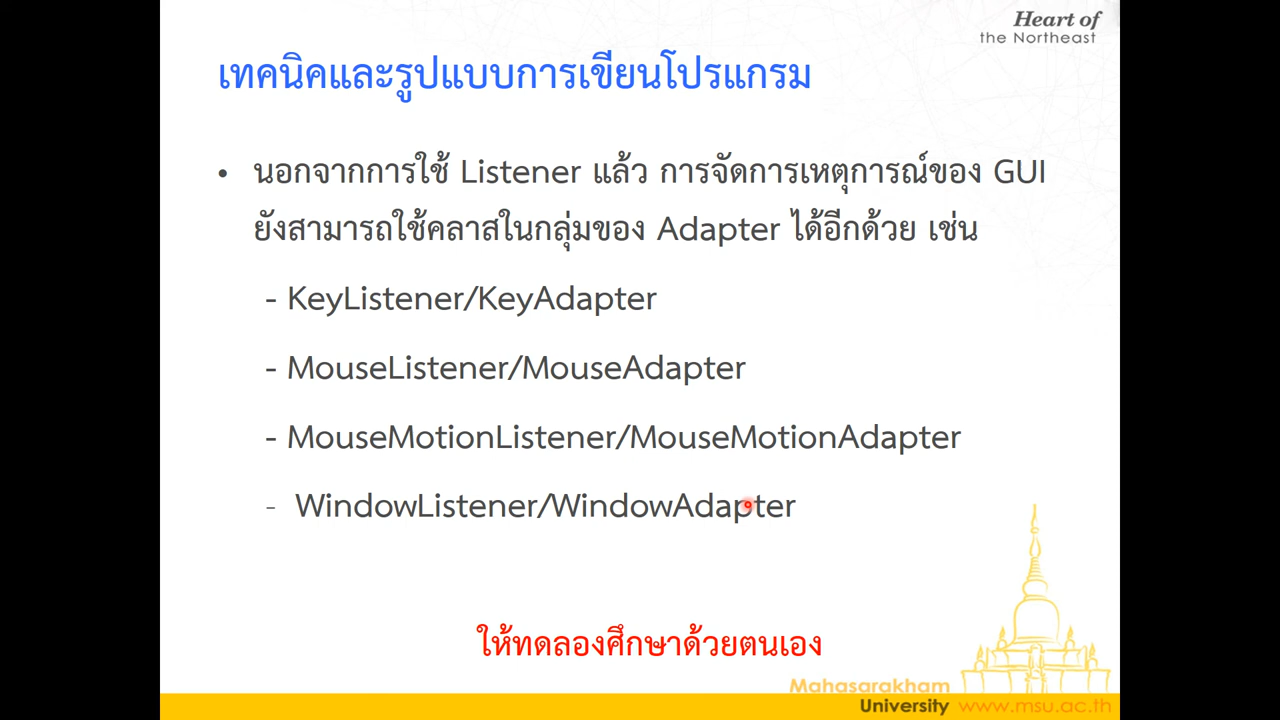 Heart of
the Northeast
เทคนิคและรูปแบบการเขียนโปรแกรม
• นอกจากการใช้ Listener แล้ว การจัดการเหตุการณ์ของ GUI
ยังสามารถใช้คลาสในกลุ่มของ Adapter ได้อีกด้วย เช่น
- KeyListener/KeyAdapter
- MouseListener/MouseAdapter
- MouseMotionListener/MouseMotionAdapter
- WindowListener/WindowAdapter
ให้ทดลองศึกษาด้วยตนเอง
Mahasarakham
University www.msu.ac.th